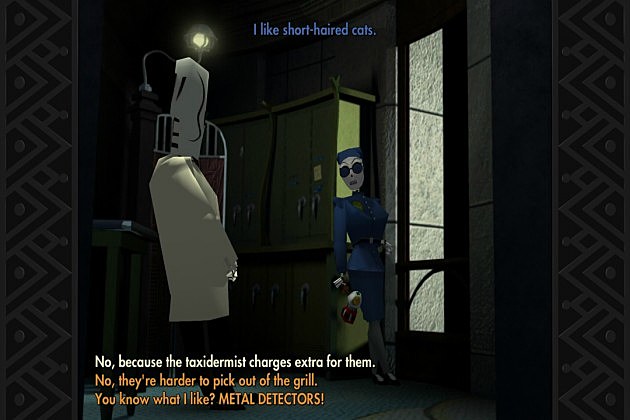 I like short-haired cats.
No, because the taxidermist charges extra for them.
No, they're harder to pick out of the grill.
You know what I like? METAL DETECTORS!